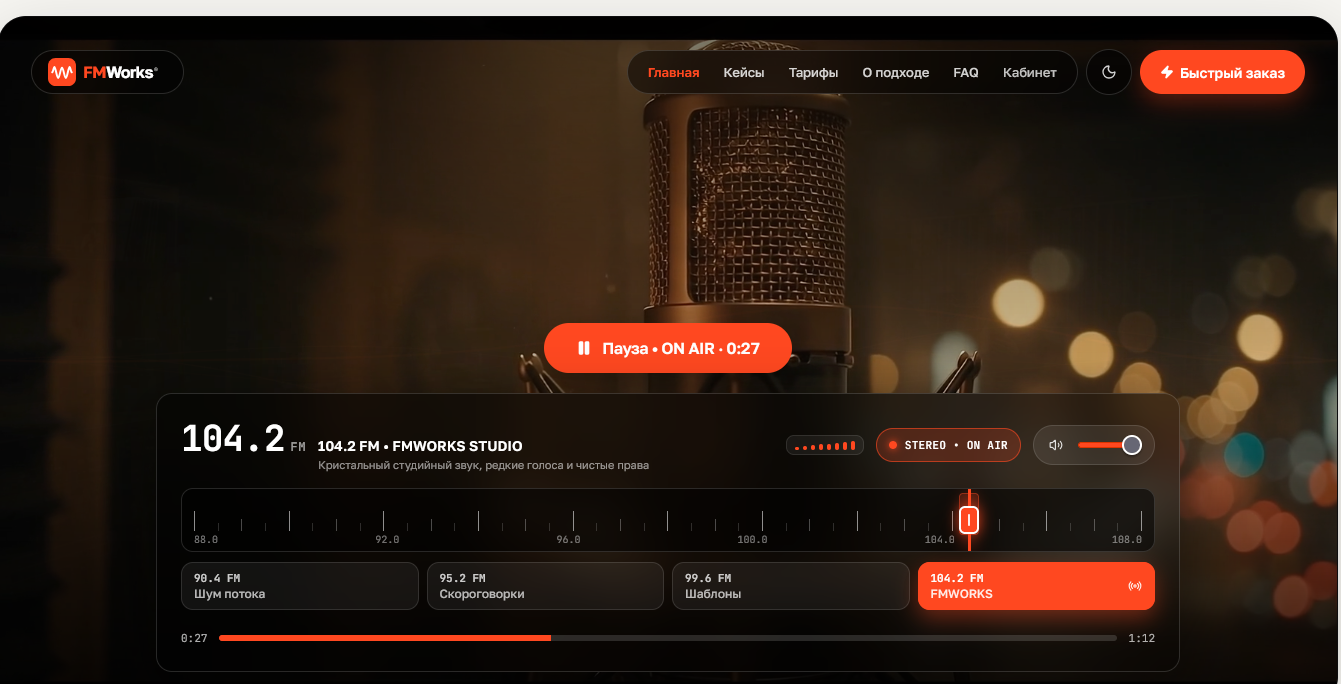 FMWorks®
Главная Кейсы Тарифы О подходе FAQ Кабинет
Быстрый заказ
Пауза • ON AIR · 0:27
104.2 FM
104.2 FM • FMWORKS STUDIO
Кристальный студийный звук, редкие голоса и чистые права
STEREO • ON AIR
88.0 92.0 96.0 100.0 104.0 108.0
90.4 FM
Шум потока
95.2 FM
Скороговорки
99.6 FM
Шаблоны
104.2 FM
FMWORKS
0:27 1:12